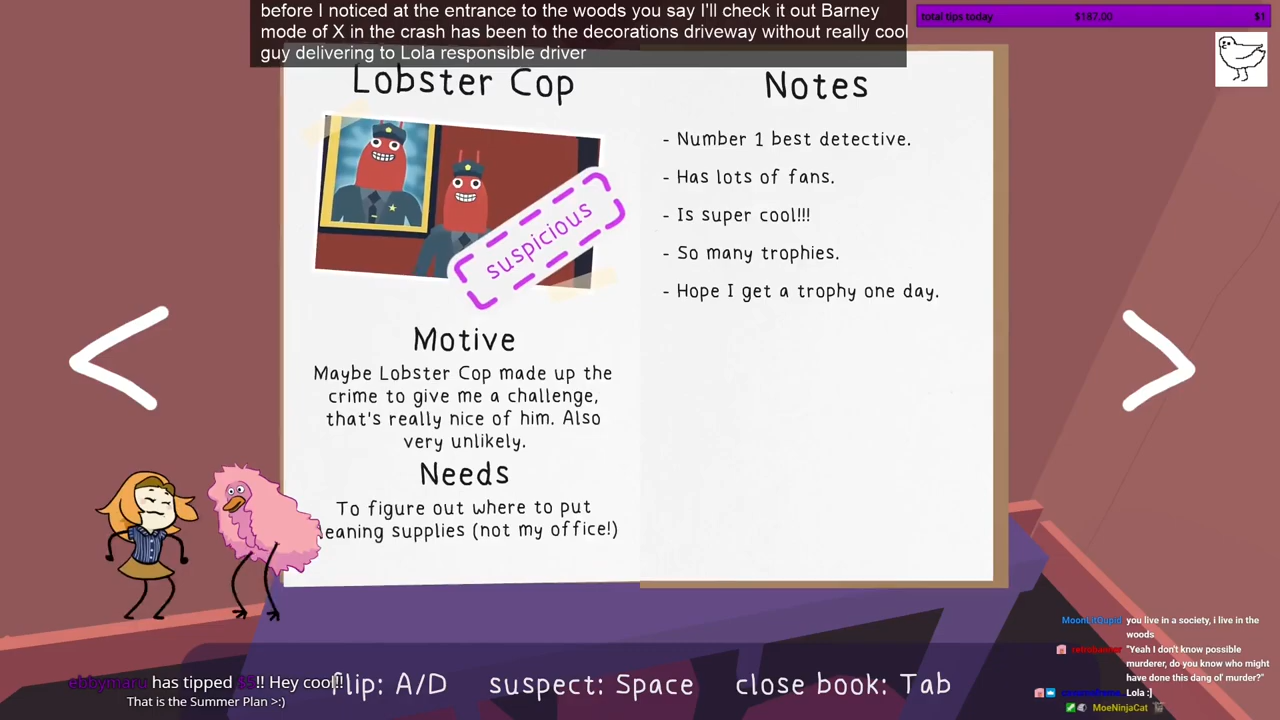 before I noticed at the entrance to the woods you say I'll check it out Barney
mode of X in the crash has been to the decorations driveway without really cool
guy delivering to Lola responsible driver
total tips today $187.00 $1
Lobster Cop
suspicious
Motive
Maybe Lobster Cop made up the
crime to give me a challenge,
that's really nice of him. Also
very unlikely.
Needs
To figure out where to put
eaning supplies (not my office!)
Notes
- Number 1 best detective.
- Has lots of fans.
- Is super cool!!!
- So many trophies.
- Hope I get a trophy one day.
MoonLitCupid you live in a society, i live in the
woods
"Yeah I don't know possible
murderer, do you know who might
have done this dang ol' murder?"
Lola :]
MoeNinjaCat
ebbymaru has tipped $5!! Hey cool!!
That is the Summer Plan >:)
flip: A/D suspect: Space close book: Tab